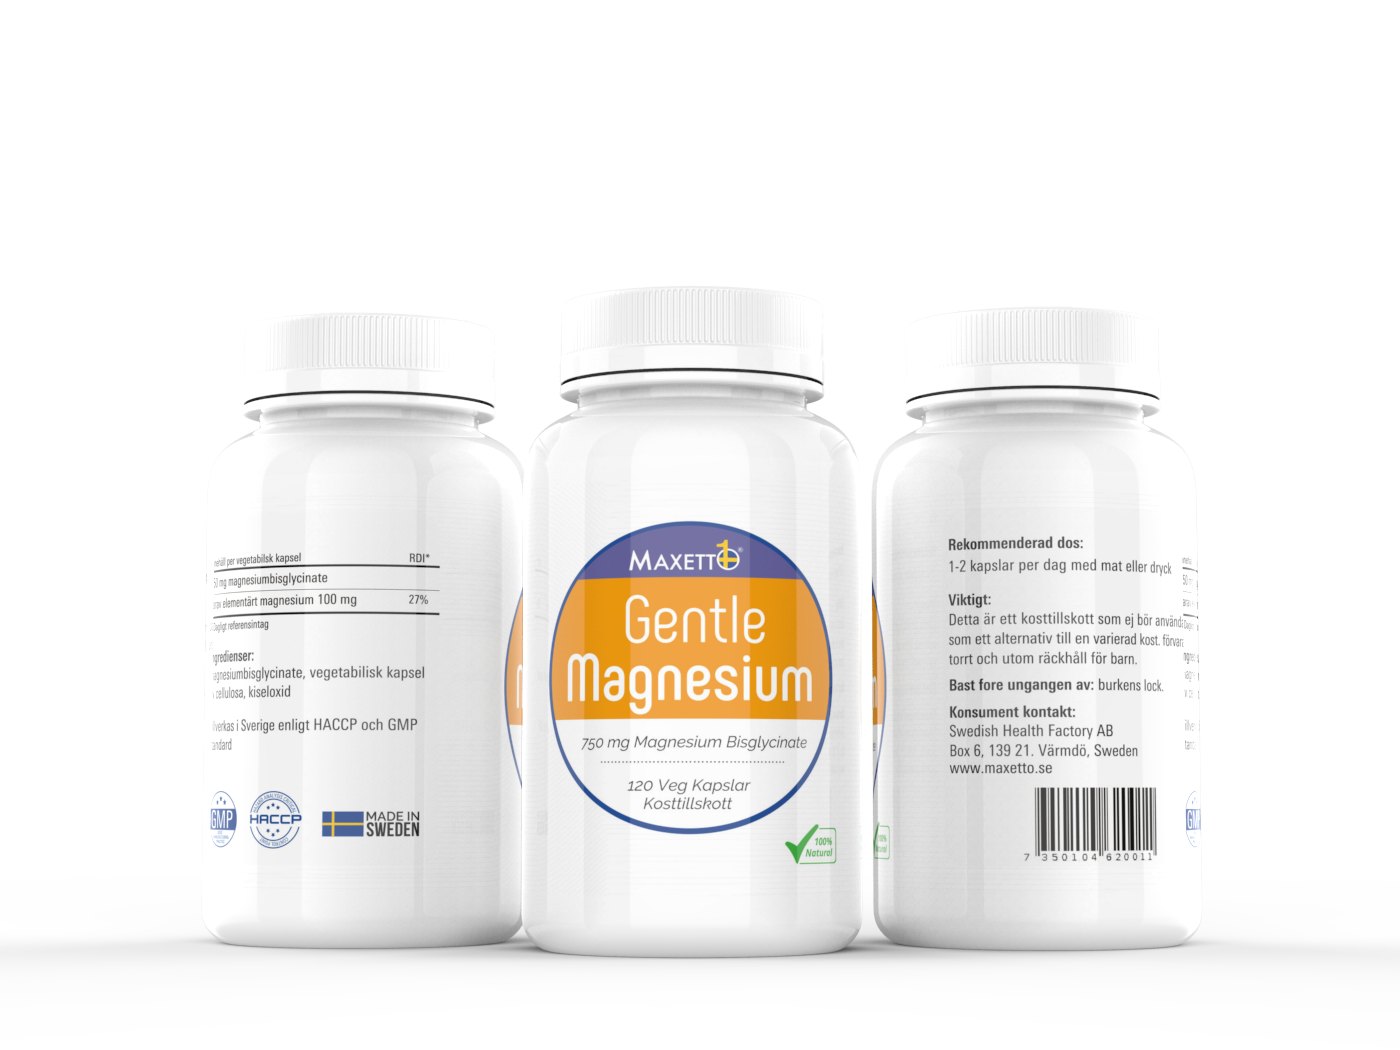 per vegetabilsk kapsel RDI*
mg magnesiumbisglycinate
elementärt magnesium 100 mg 27%
referensintag
vegetabilisk kapsel
cellulosa, kiseloxid
i Sverige enligt HACCP och GMP
GMP
HACCP
MADE IN
SWEDEN
MAXETTO®
Gentle
Magnesium
750 mg Magnesium Bisglycinate
120 Veg Kapslar
Kosttillskott
100%
Natural
Rekommenderad dos:
1-2 kapslar per dag med mat eller dryck
Viktigt:
Detta är ett kosttillskott som ej bör
som ett alternativ till en varierad kost.
torrt och utom räckhåll för barn.
Bast fore ungangen av: burkens lock.
Konsument kontakt:
Swedish Health Factory AB
Box 6, 139 21. Värmdö, Sweden
www.maxetto.se
7 350104 620011